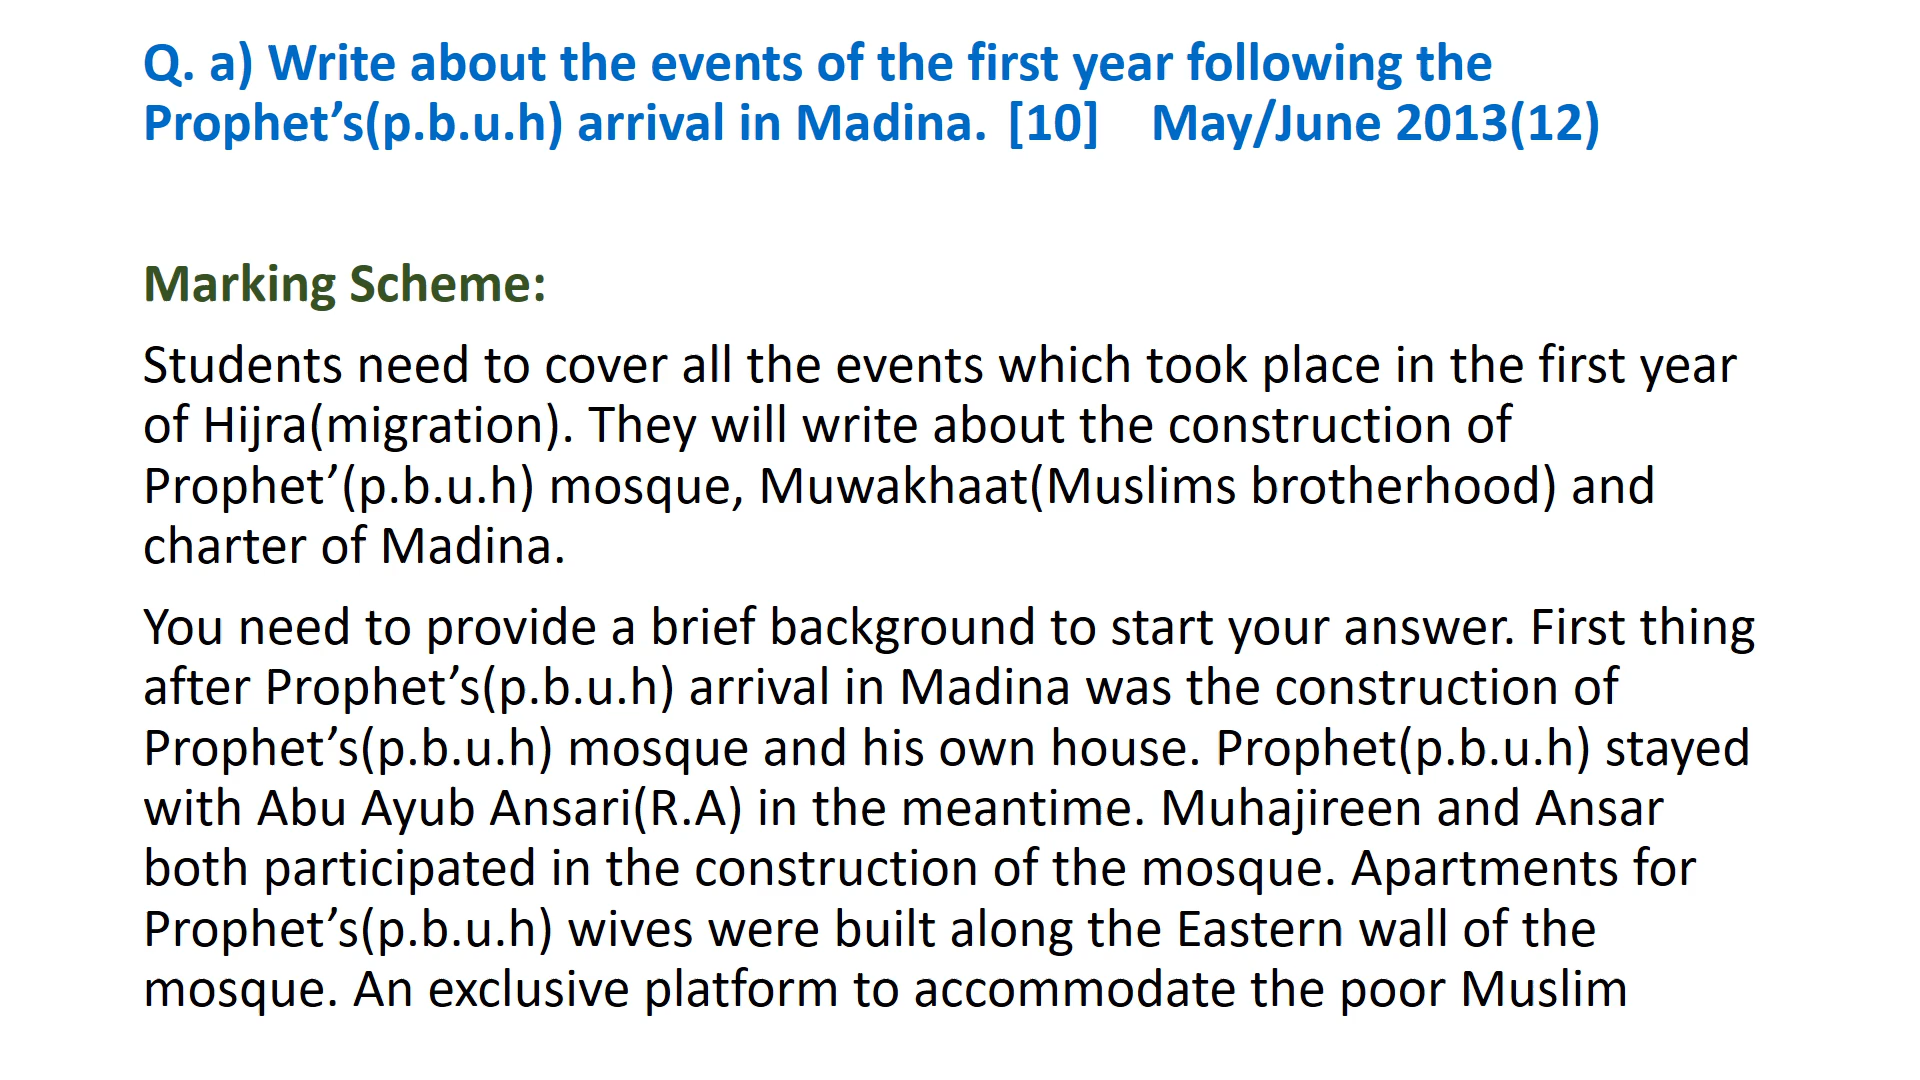 Q. a) Write about the events of the first year following the
Prophet’s(p.b.u.h) arrival in Madina. [10] May/June 2013(12)
Marking Scheme:
Students need to cover all the events which took place in the first year
of Hijra(migration). They will write about the construction of
Prophet’(p.b.u.h) mosque, Muwakhaat(Muslims brotherhood) and
charter of Madina.
You need to provide a brief background to start your answer. First thing
after Prophet’s(p.b.u.h) arrival in Madina was the construction of
Prophet’s(p.b.u.h) mosque and his own house. Prophet(p.b.u.h) stayed
with Abu Ayub Ansari(R.A) in the meantime. Muhajireen and Ansar
both participated in the construction of the mosque. Apartments for
Prophet’s(p.b.u.h) wives were built along the Eastern wall of the
mosque. An exclusive platform to accommodate the poor Muslim